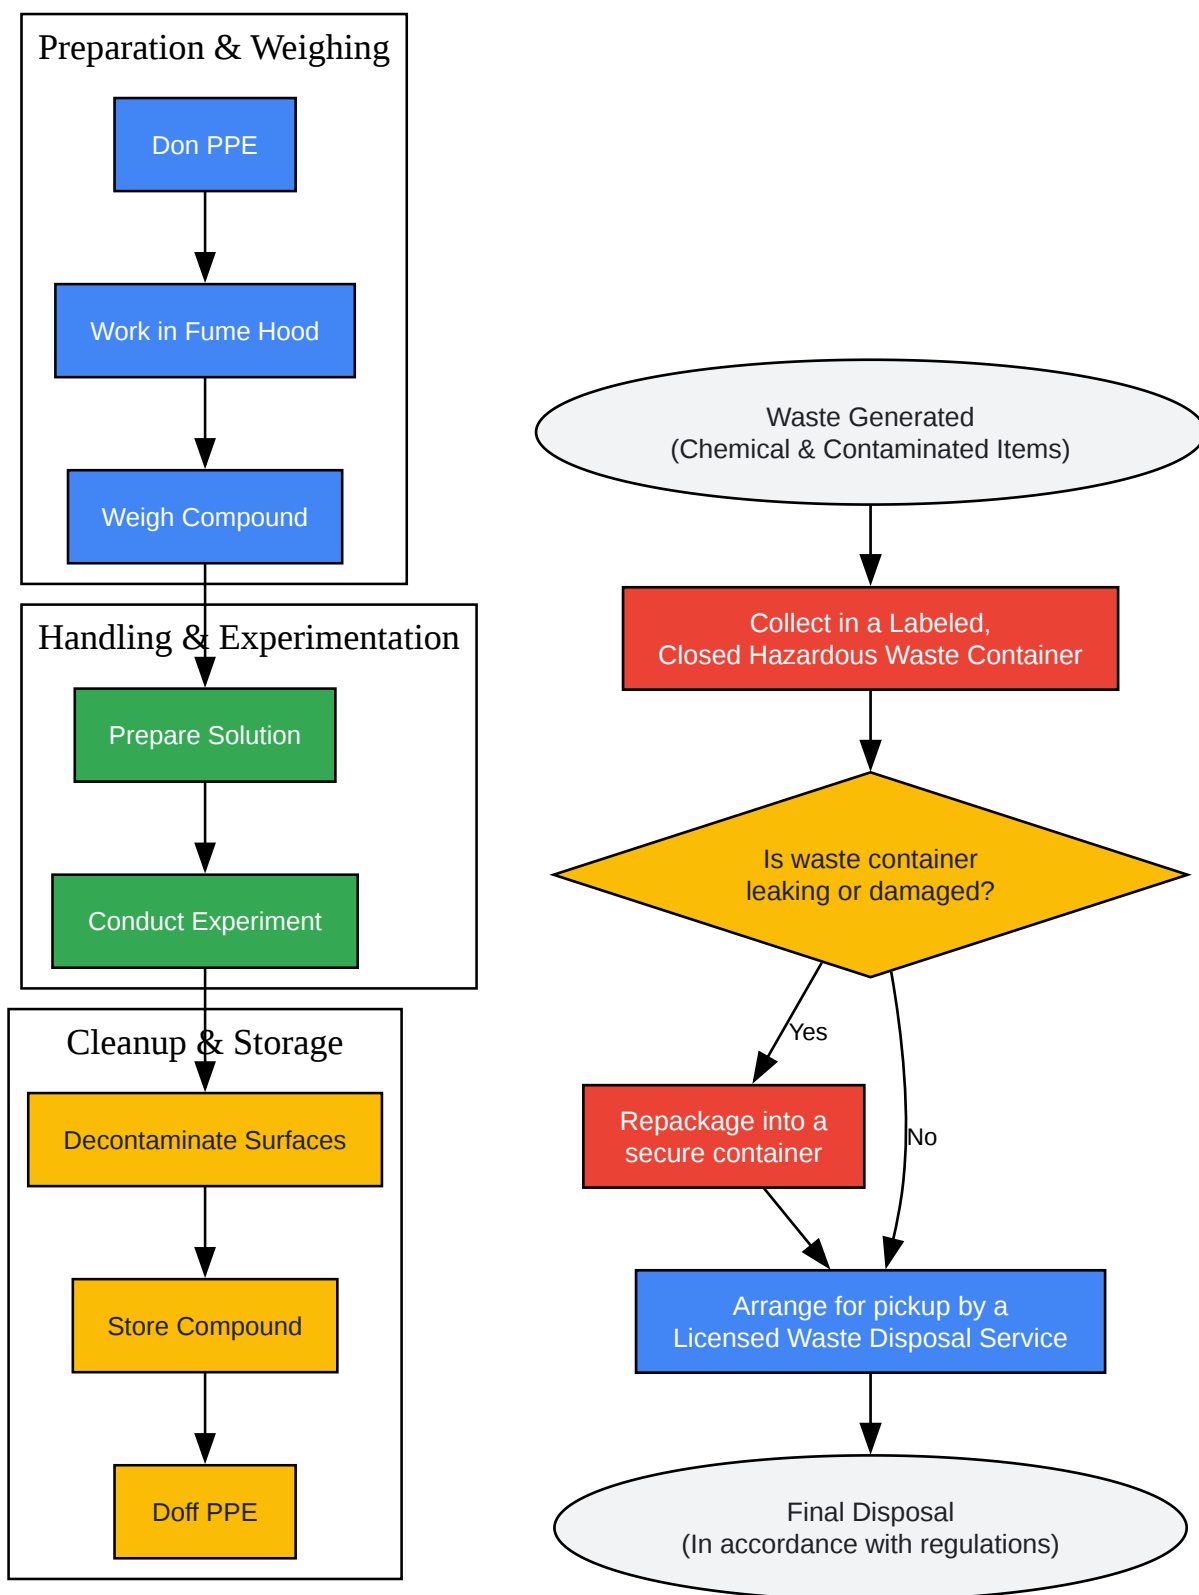 Preparation & Weighing
Don PPE
Work in Fume Hood
Weigh Compound
Handling & Experimentation
Prepare Solution
Conduct Experiment
Cleanup & Storage
Decontaminate Surfaces
Store Compound
Doff PPE
Waste Generated
(Chemical & Contaminated Items)
Collect in a Labeled,
Closed Hazardous Waste Container
Is waste container
leaking or damaged?
Yes
Repackage into a
secure container
No
Arrange for pickup by a
Licensed Waste Disposal Service
Final Disposal
(In accordance with regulations)